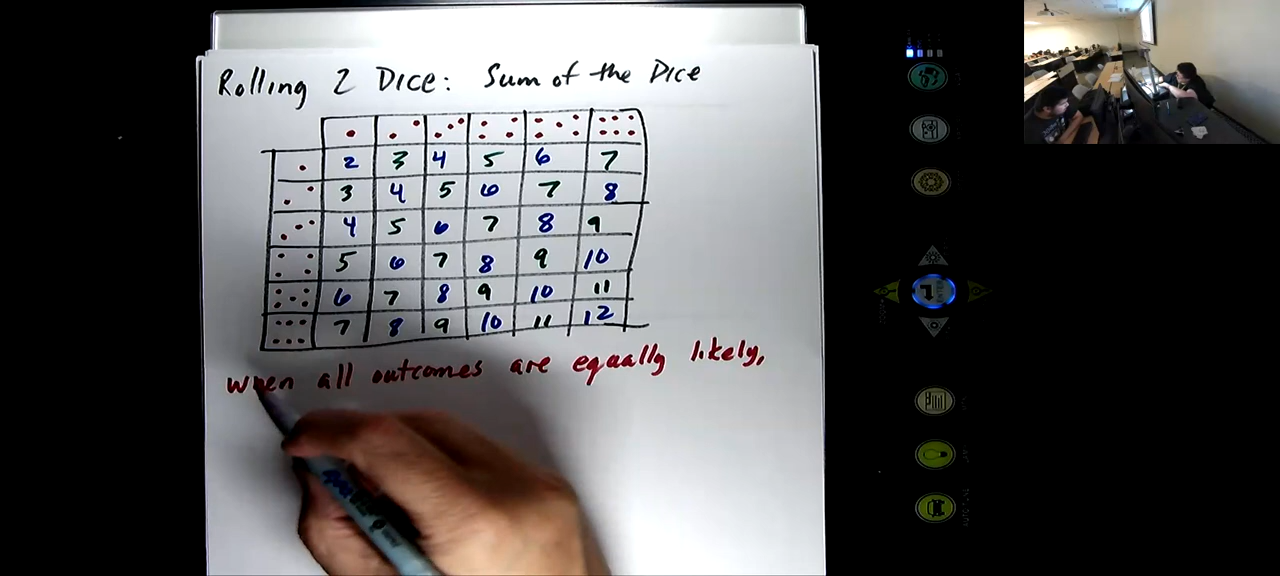 Rolling 2 Dice: Sum of the Dice
2 3 4 5 6 7
3 4 5 6 7 8
4 5 6 7 8 9
5 6 7 8 9 10
6 7 8 9 10 11
7 8 9 10 11 12
when all outcomes are equally likely,